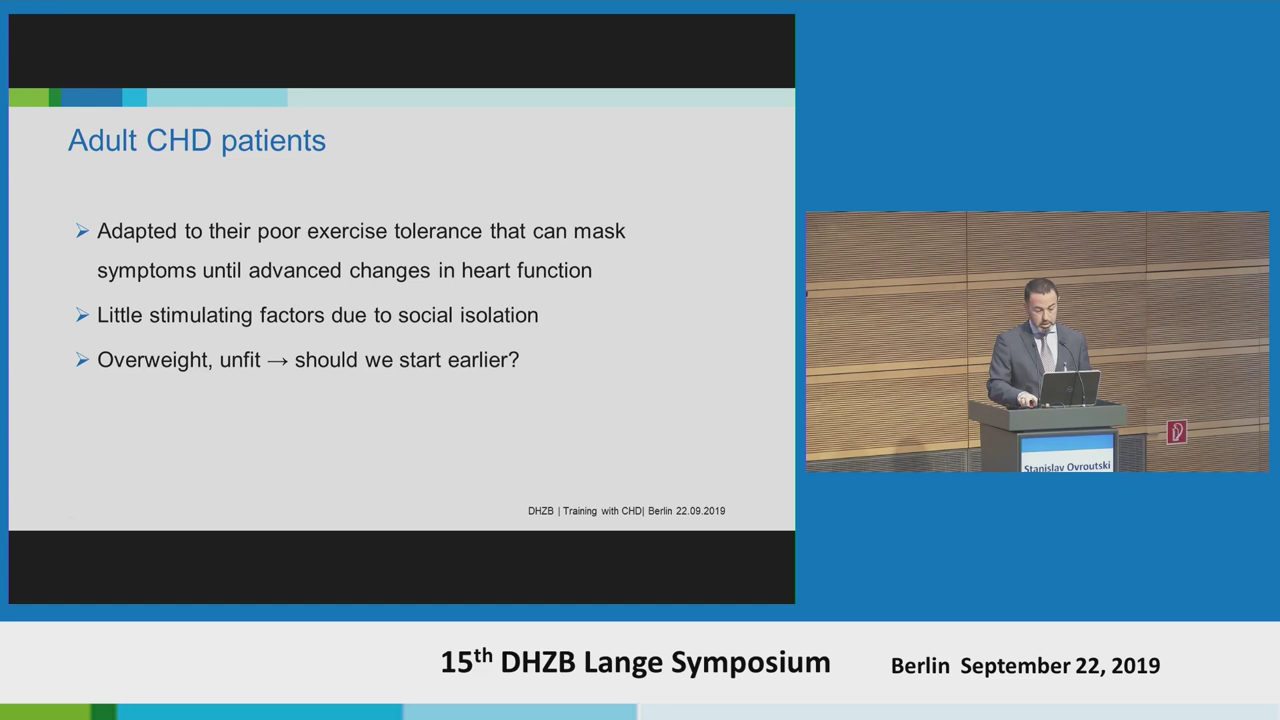 Adult CHD patients
Adapted to their poor exercise tolerance that can mask
symptoms until advanced changes in heart function
Little stimulating factors due to social isolation
Overweight, unfit → should we start earlier?
DHZB | Training with CHD| Berlin 22.09.2019
Stanislav Ovroutski
15th DHZB Lange Symposium
Berlin September 22, 2019